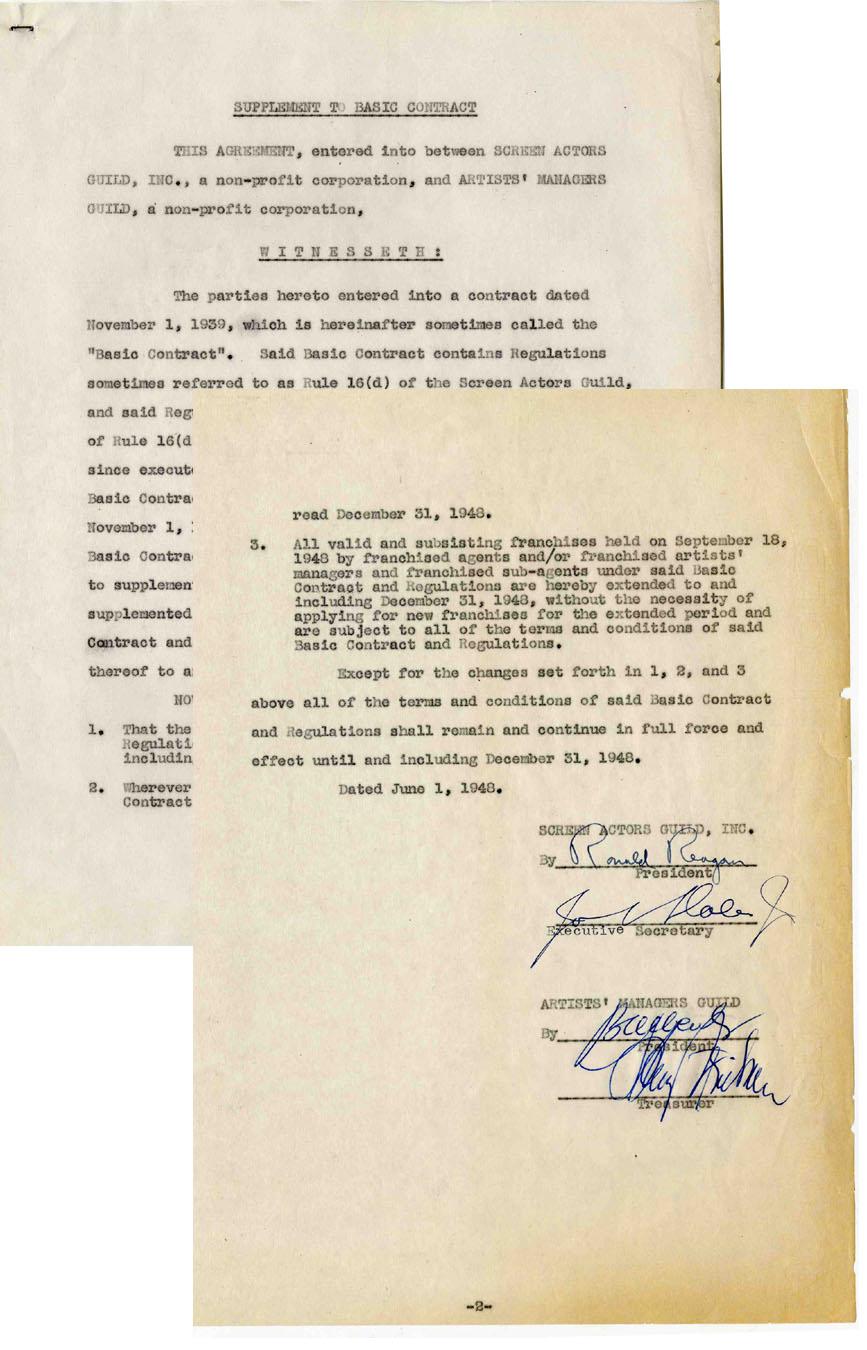 SUPPLEMENT TO BASIC CONTRACT
THIS AGREEMENT, entered into between SCREEN ACTORS
GUILD, INC., a non-profit corporation, and ARTISTS' MANAGERS
GUILD, a non-profit corporation,
W I T N E S S E T H :
The parties hereto entered into a contract dated
November 1, 1939, which is hereinafter sometimes called the
"Basic Contract". Said Basic Contract contains Regulations
sometimes referred to as Rule 16(d) of the Screen Actors Guild,
and said
of Rule 16(d
since
Basic
November 1,
Basic
to
supplemented
Contract and
thereof to
1. That the
including
2. Wherever
Contract
read December 31, 1948.
3. All valid and subsisting franchises held on September 18,
1948 by franchised agents and/or franchised artists'
managers and franchised sub-agents under said Basic
Contract and Regulations are hereby extended to and
including December 31, 1948, without the necessity of
applying for new franchises for the extended period and
are subject to all of the terms and conditions of said
Basic Contract and Regulations.
Except for the changes set forth in 1, 2, and 3
above all of the terms and conditions of said Basic Contract
and Regulations shall remain and continue in full force and
effect until and including December 31, 1948.
Dated June 1, 1948.
SCREEN ACTORS GUILD, INC.
By Ronald Reagan
President
Executive Secretary
ARTISTS' MANAGERS GUILD
By
President
Treasurer
-2-